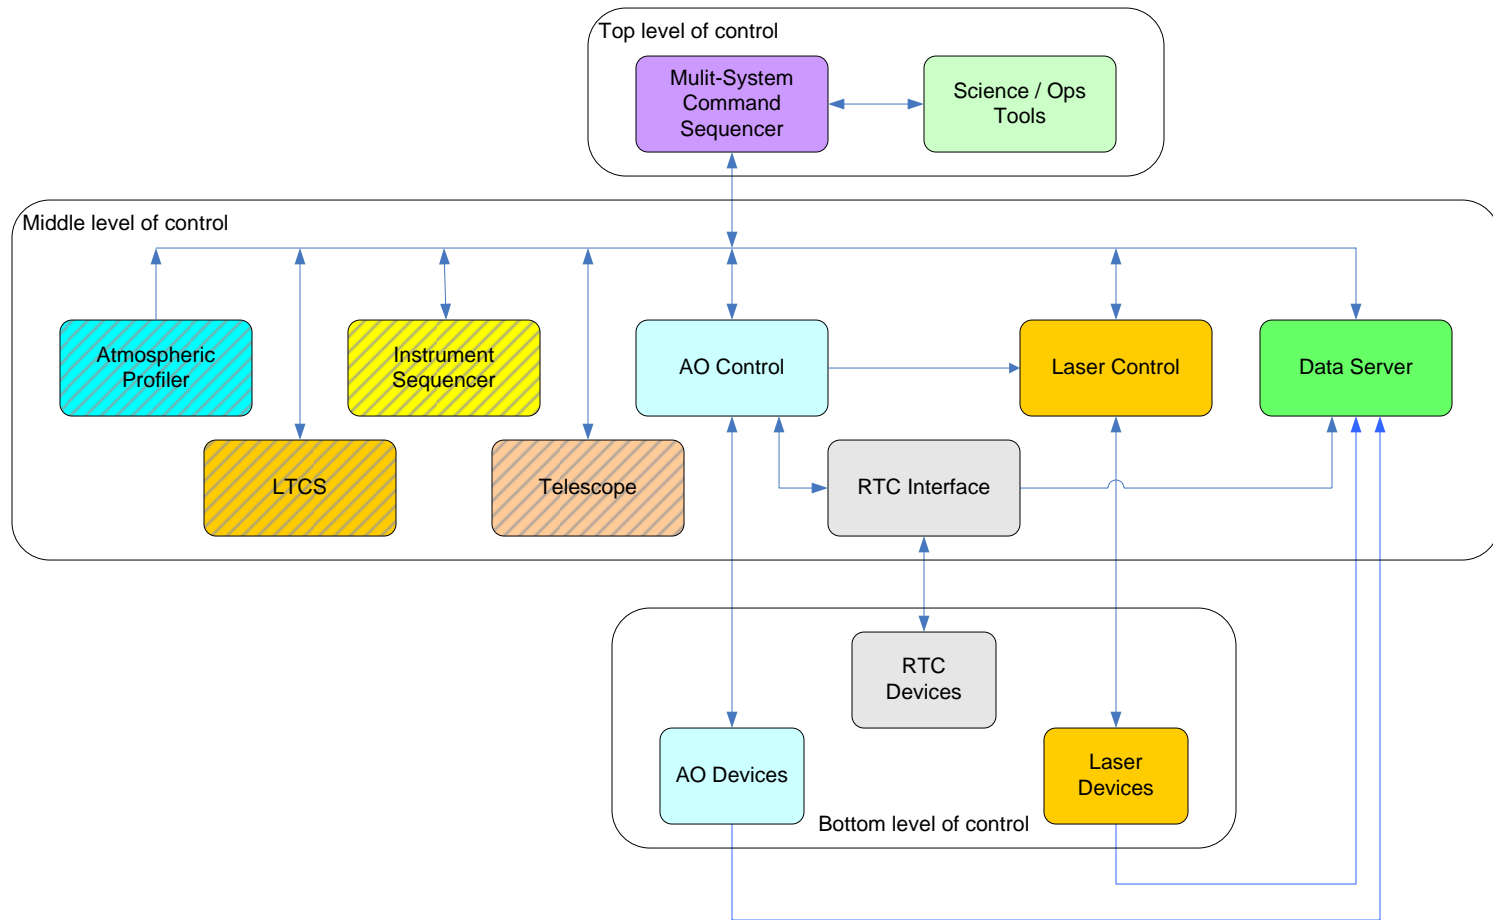 Top level of control
Mulit-System
Command
Sequencer
Science / Ops
Tools
Middle level of control
Atmospheric
Profiler
Instrument
Sequencer
AO Control
Laser Control
Data Server
LTCS
Telescope
RTC Interface
RTC
Devices
AO Devices
Laser
Devices
Bottom level of control